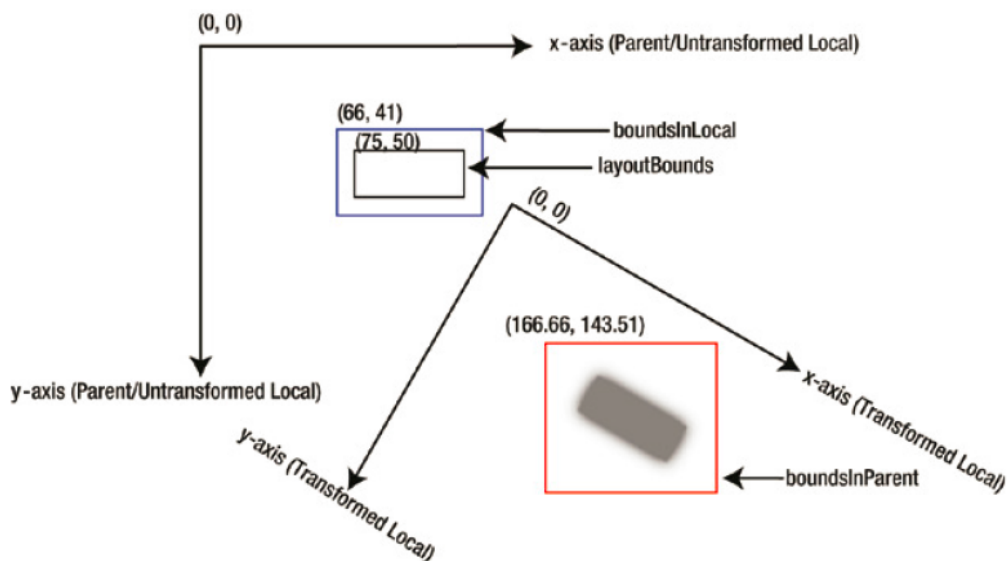 (0, 0)
x-axis (Parent/Untransformed Local)
(66, 41)
boundsInLocal
(75, 50)
layoutBounds
(0, 0)
(166.66, 143.51)
y-axis (Parent/Untransformed Local)
x-axis (Transformed Local)
y-axis (Transformed Local)
boundsInParent